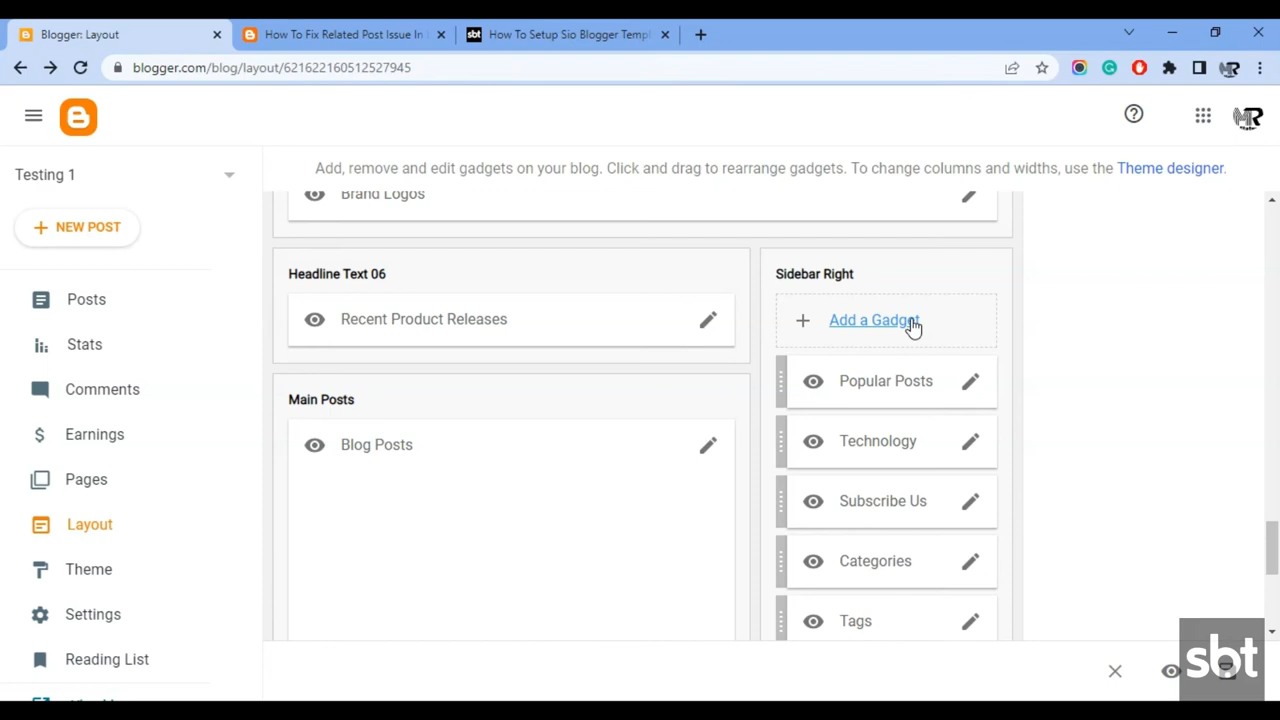 Blogger: Layout
How To Fix Related Post Issue In
How To Setup Sio Blogger Templ
blogger.com/blog/layout/621622160512527945
Add, remove and edit gadgets on your blog. Click and drag to rearrange gadgets. To change columns and widths, use the Theme designer.
Testing 1
NEW POST
Posts
Stats
Comments
Earnings
Pages
Layout
Theme
Settings
Reading List
Brand Logos
Headline Text 06
Recent Product Releases
Main Posts
Blog Posts
Sidebar Right
Add a Gadget
Popular Posts
Technology
Subscribe Us
Categories
Tags
sbt